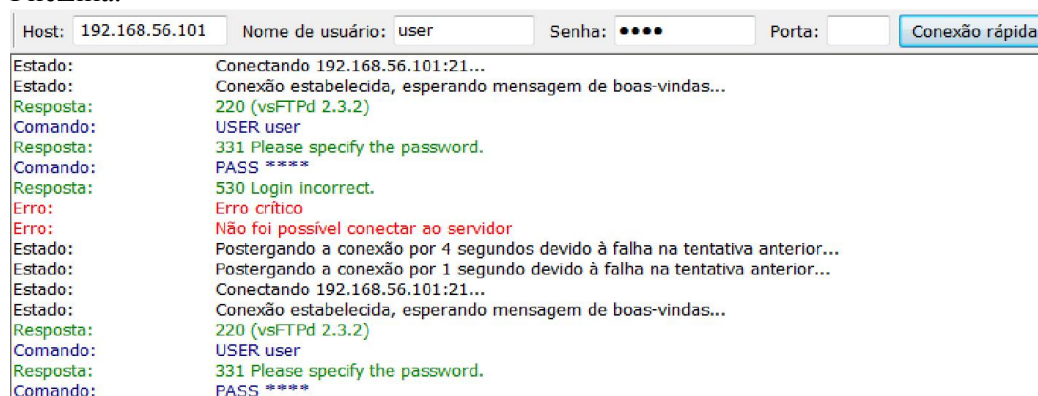 Host: 192.168.56.101 Nome de usuário: user Senha: •••• Porta: Conexão rápida
Estado: Conectando 192.168.56.101:21...
Estado: Conexão estabelecida, esperando mensagem de boas-vindas...
Resposta: 220 (vsFTPd 2.3.2)
Comando: USER user
Resposta: 331 Please specify the password.
Comando: PASS ****
Resposta: 530 Login incorrect.
Erro: Erro crítico
Erro: Não foi possível conectar ao servidor
Estado: Postergando a conexão por 4 segundos devido à falha na tentativa anterior...
Estado: Postergando a conexão por 1 segundo devido à falha na tentativa anterior...
Estado: Conectando 192.168.56.101:21...
Estado: Conexão estabelecida, esperando mensagem de boas-vindas...
Resposta: 220 (vsFTPd 2.3.2)
Comando: USER user
Resposta: 331 Please specify the password.
Comando: PASS ****